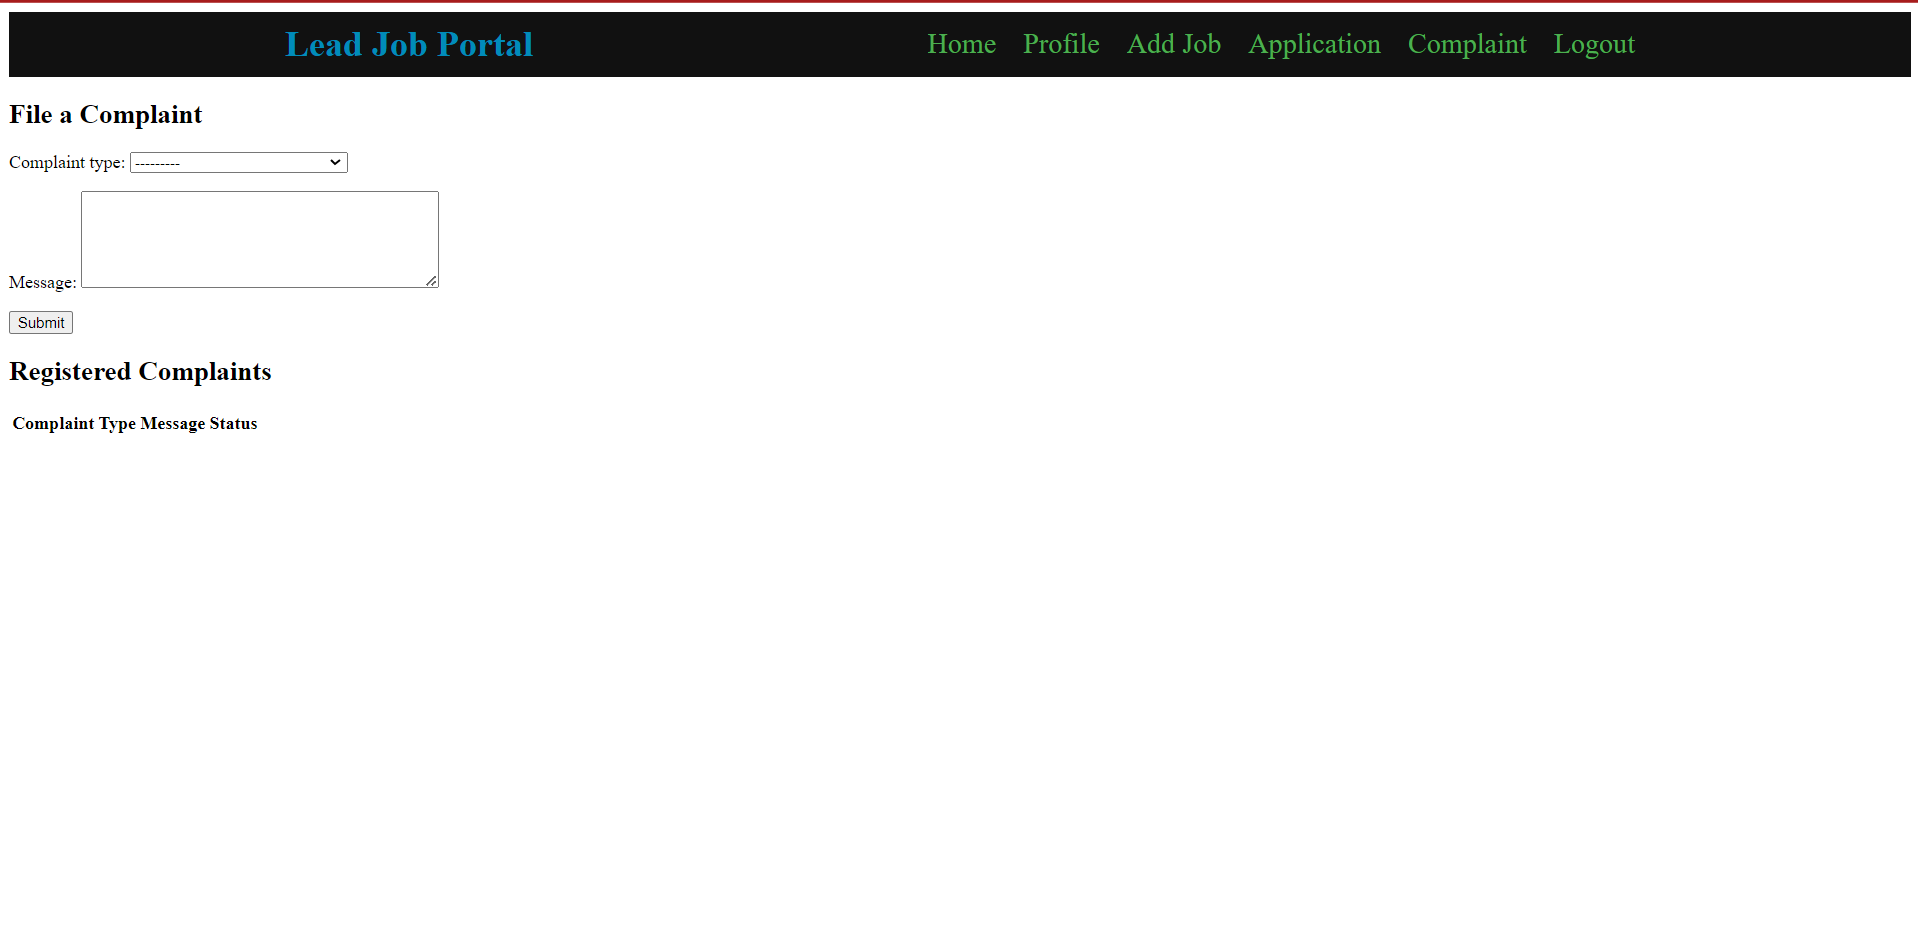 Lead Job Portal Home Profile Add Job Application Complaint Logout
File a Complaint
Complaint type: ---------
Message:
Submit
Registered Complaints
Complaint Type Message Status